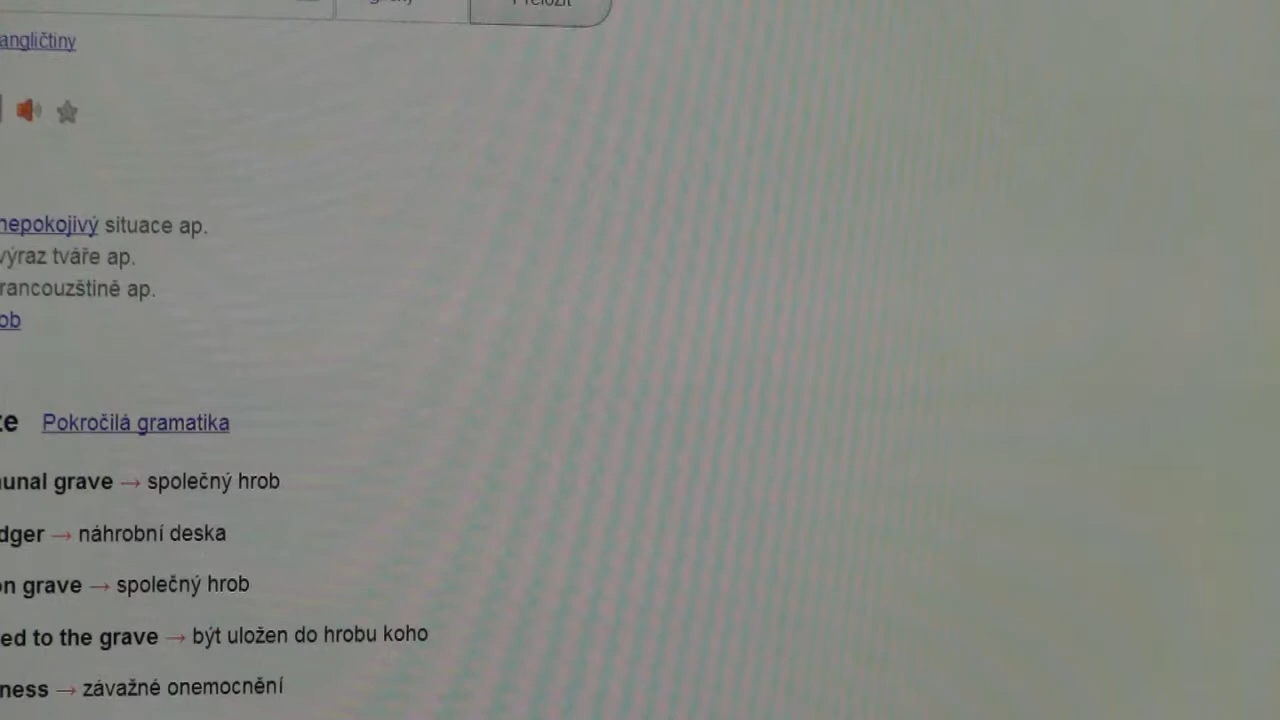 Přeložit
angličtiny
nepokojivý situace ap.
výraz tváře ap.
rancouzštině ap.
ob
Pokročilá gramatika
unal grave → společný hrob
dger → náhrobní deska
on grave → společný hrob
ed to the grave → být uložen do hrobu koho
ness → závažné onemocnění